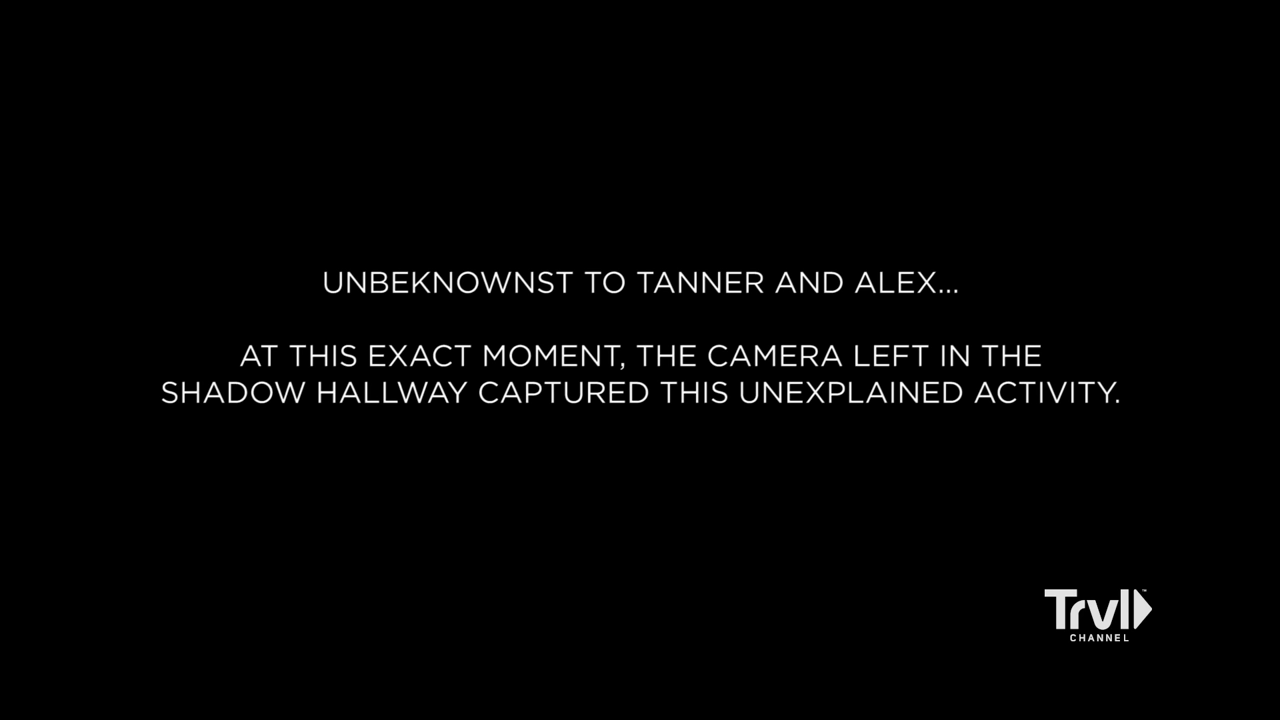 UNBEKNOWNST TO TANNER AND ALEX...
AT THIS EXACT MOMENT, THE CAMERA LEFT IN THE
SHADOW HALLWAY CAPTURED THIS UNEXPLAINED ACTIVITY.
Trvl™
CHANNEL